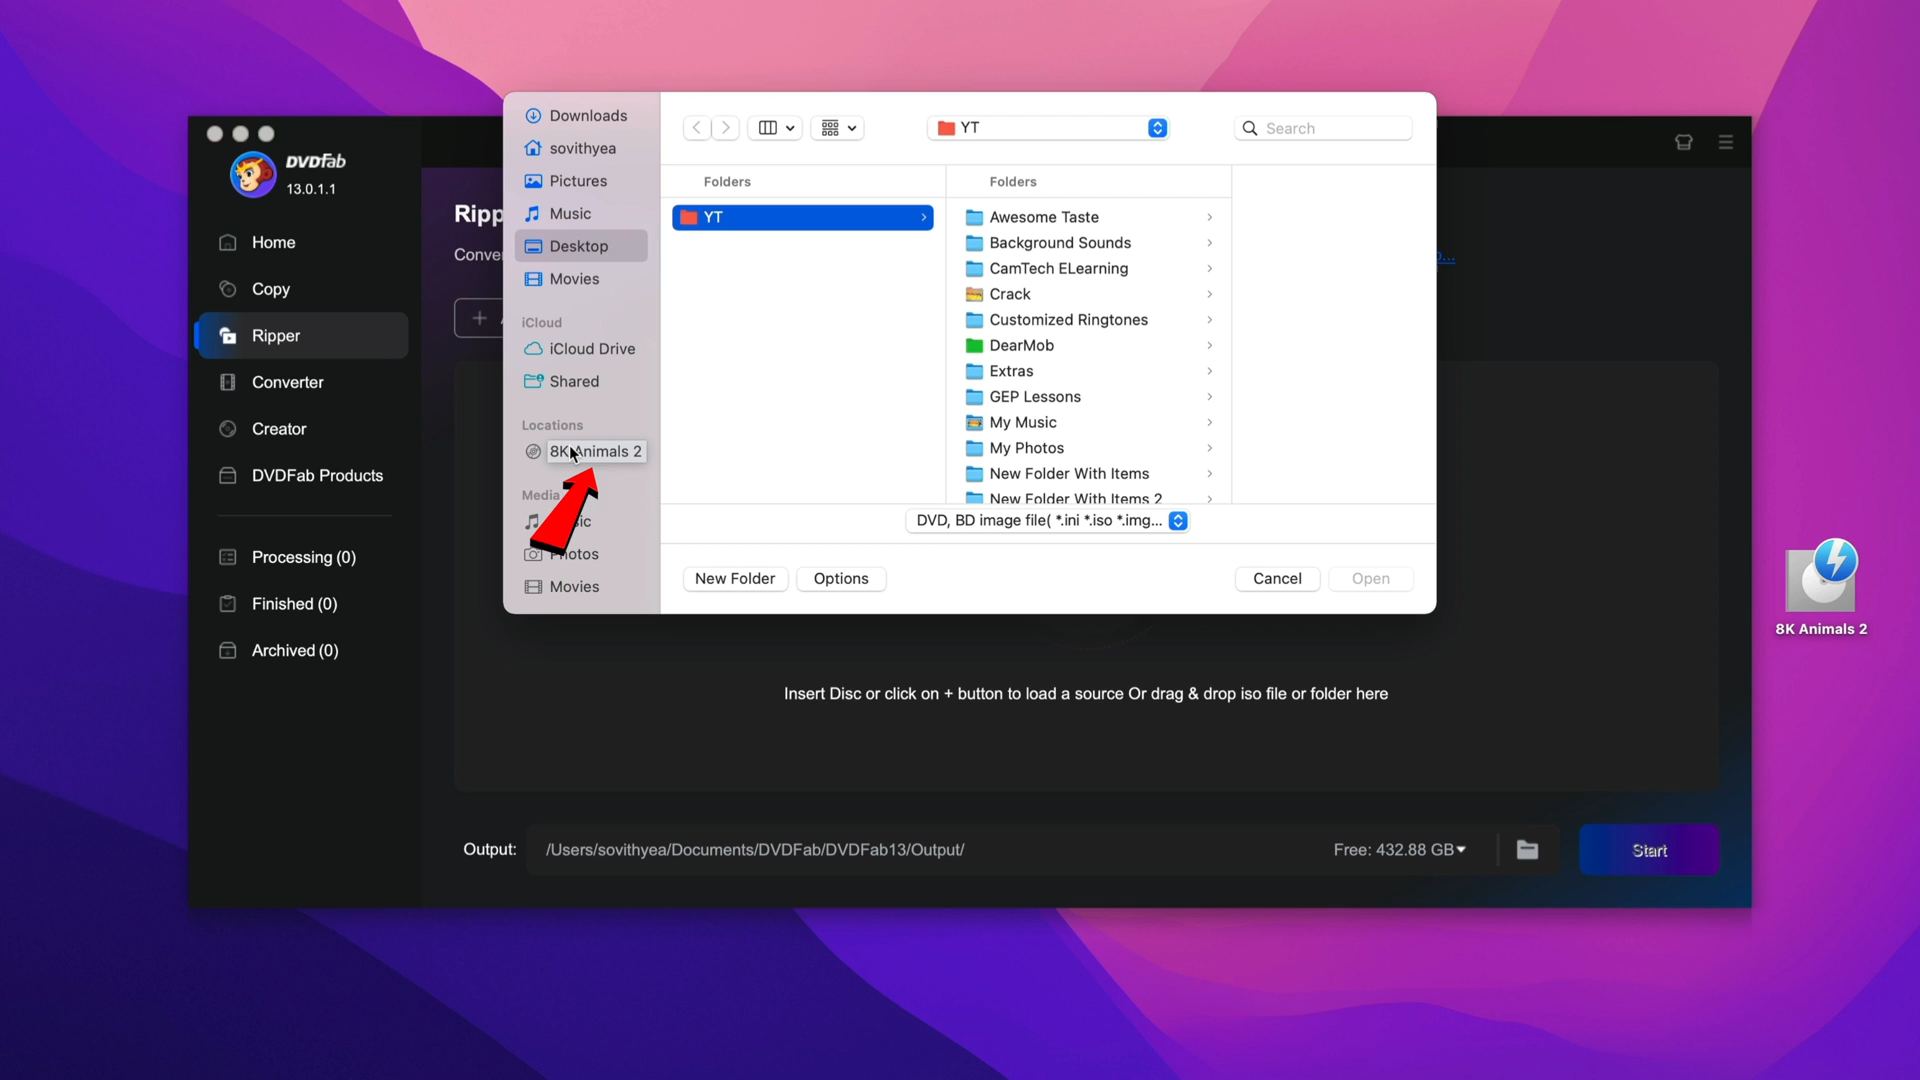 DVDFab
13.0.1.1
Home
Copy
Ripper
Converter
Creator
DVDFab Products
Processing (0)
Finished (0)
Archived (0)
Downloads
sovithyea
Pictures
Music
Desktop
Movies
iCloud
iCloud Drive
Shared
Locations
8K Animals 2
Media
Photos
Movies
YT
Search
Folders
Folders
YT
Awesome Taste
Background Sounds
CamTech ELearning
Crack
Customized Ringtones
DearMob
Extras
GEP Lessons
My Music
My Photos
New Folder With Items
New Folder With Items 2
DVD, BD image file( *.ini *.iso *.img...
New Folder
Options
Cancel
Open
Insert Disc or click on + button to load a source Or drag & drop iso file or folder here
Output:
/Users/sovithyea/Documents/DVDFab/DVDFab13/Output/
Free: 432.88 GB
Start
8K Animals 2